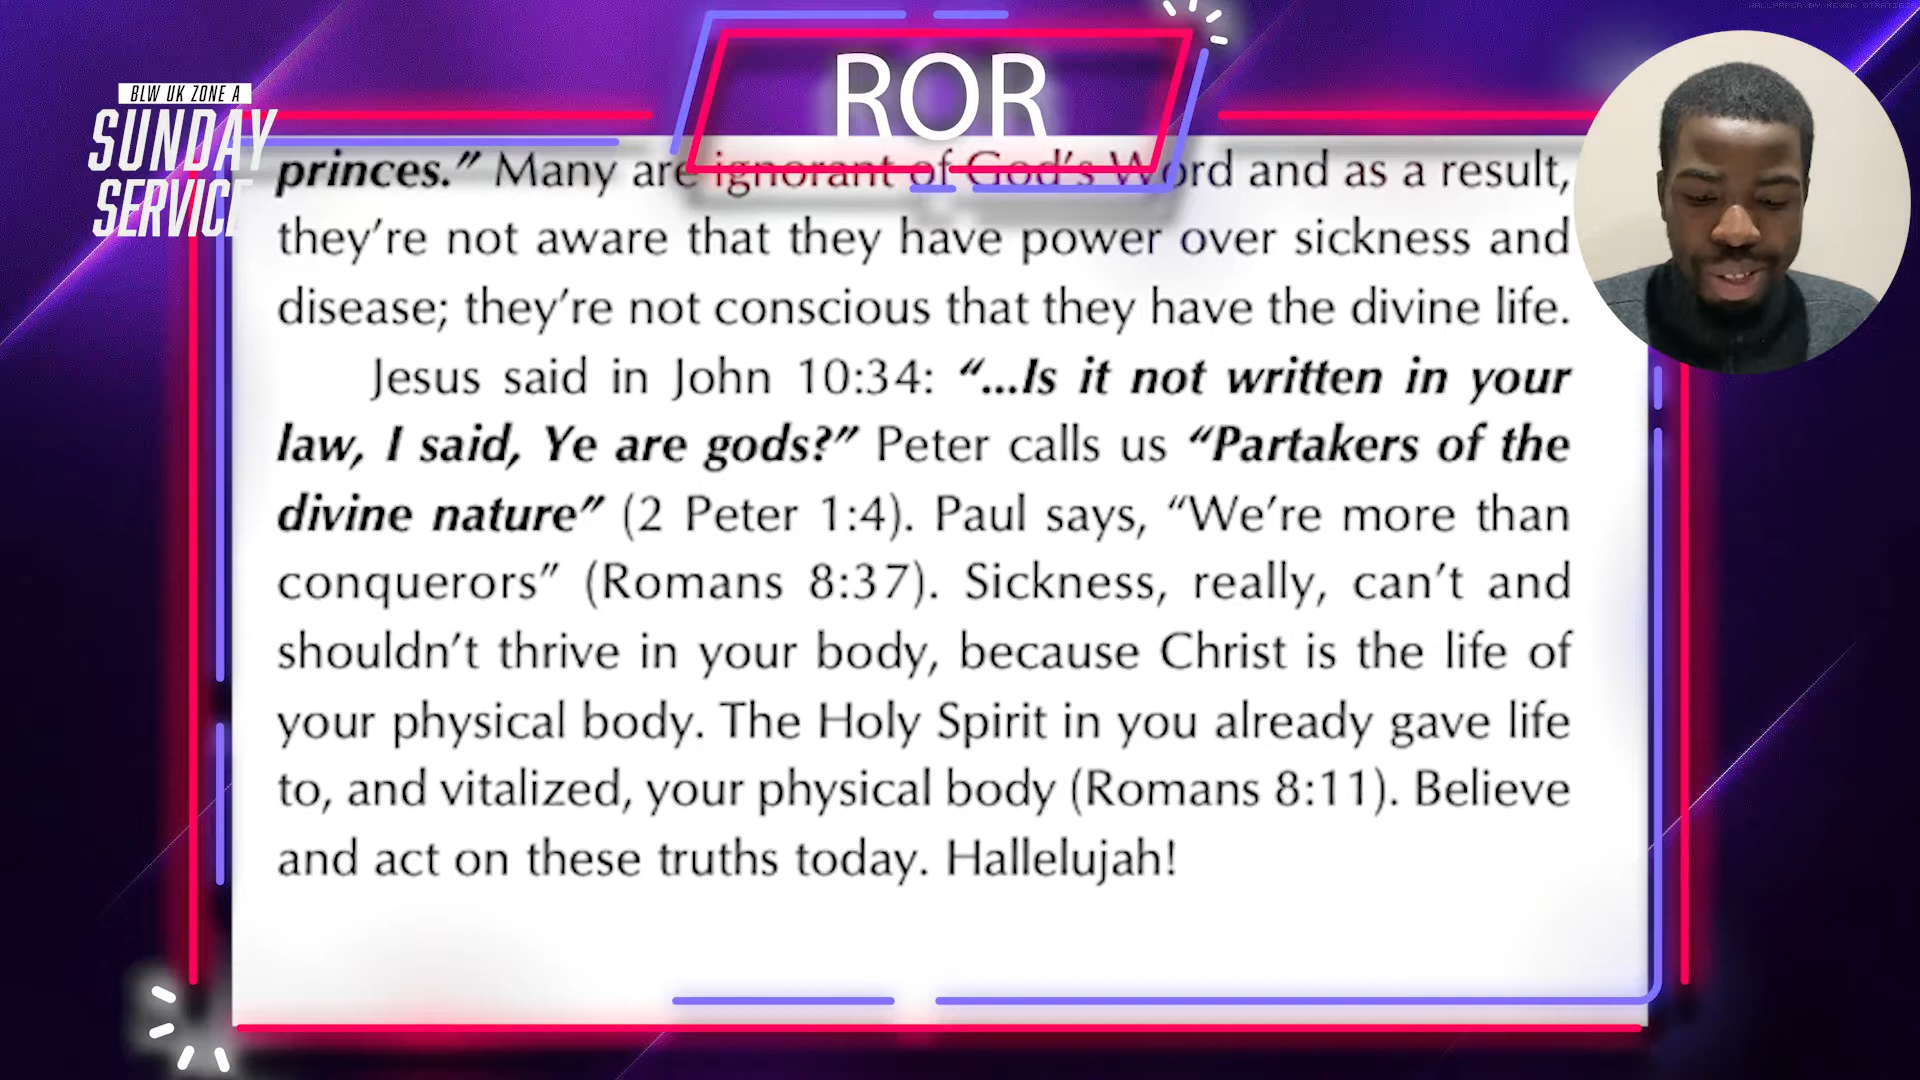 WALLPAPER BY KEVIN STRATIGIS
ROR
BLW UK ZONE A
SUNDAY
SERVICE
princes.” Many are ignorant of God’s Word and as a result,
they’re not aware that they have power over sickness and
disease; they’re not conscious that they have the divine life.
Jesus said in John 10:34: “...Is it not written in your
law, I said, Ye are gods?” Peter calls us “Partakers of the
divine nature” (2 Peter 1:4). Paul says, “We’re more than
conquerors” (Romans 8:37). Sickness, really, can’t and
shouldn’t thrive in your body, because Christ is the life of
your physical body. The Holy Spirit in you already gave life
to, and vitalized, your physical body (Romans 8:11). Believe
and act on these truths today. Hallelujah!